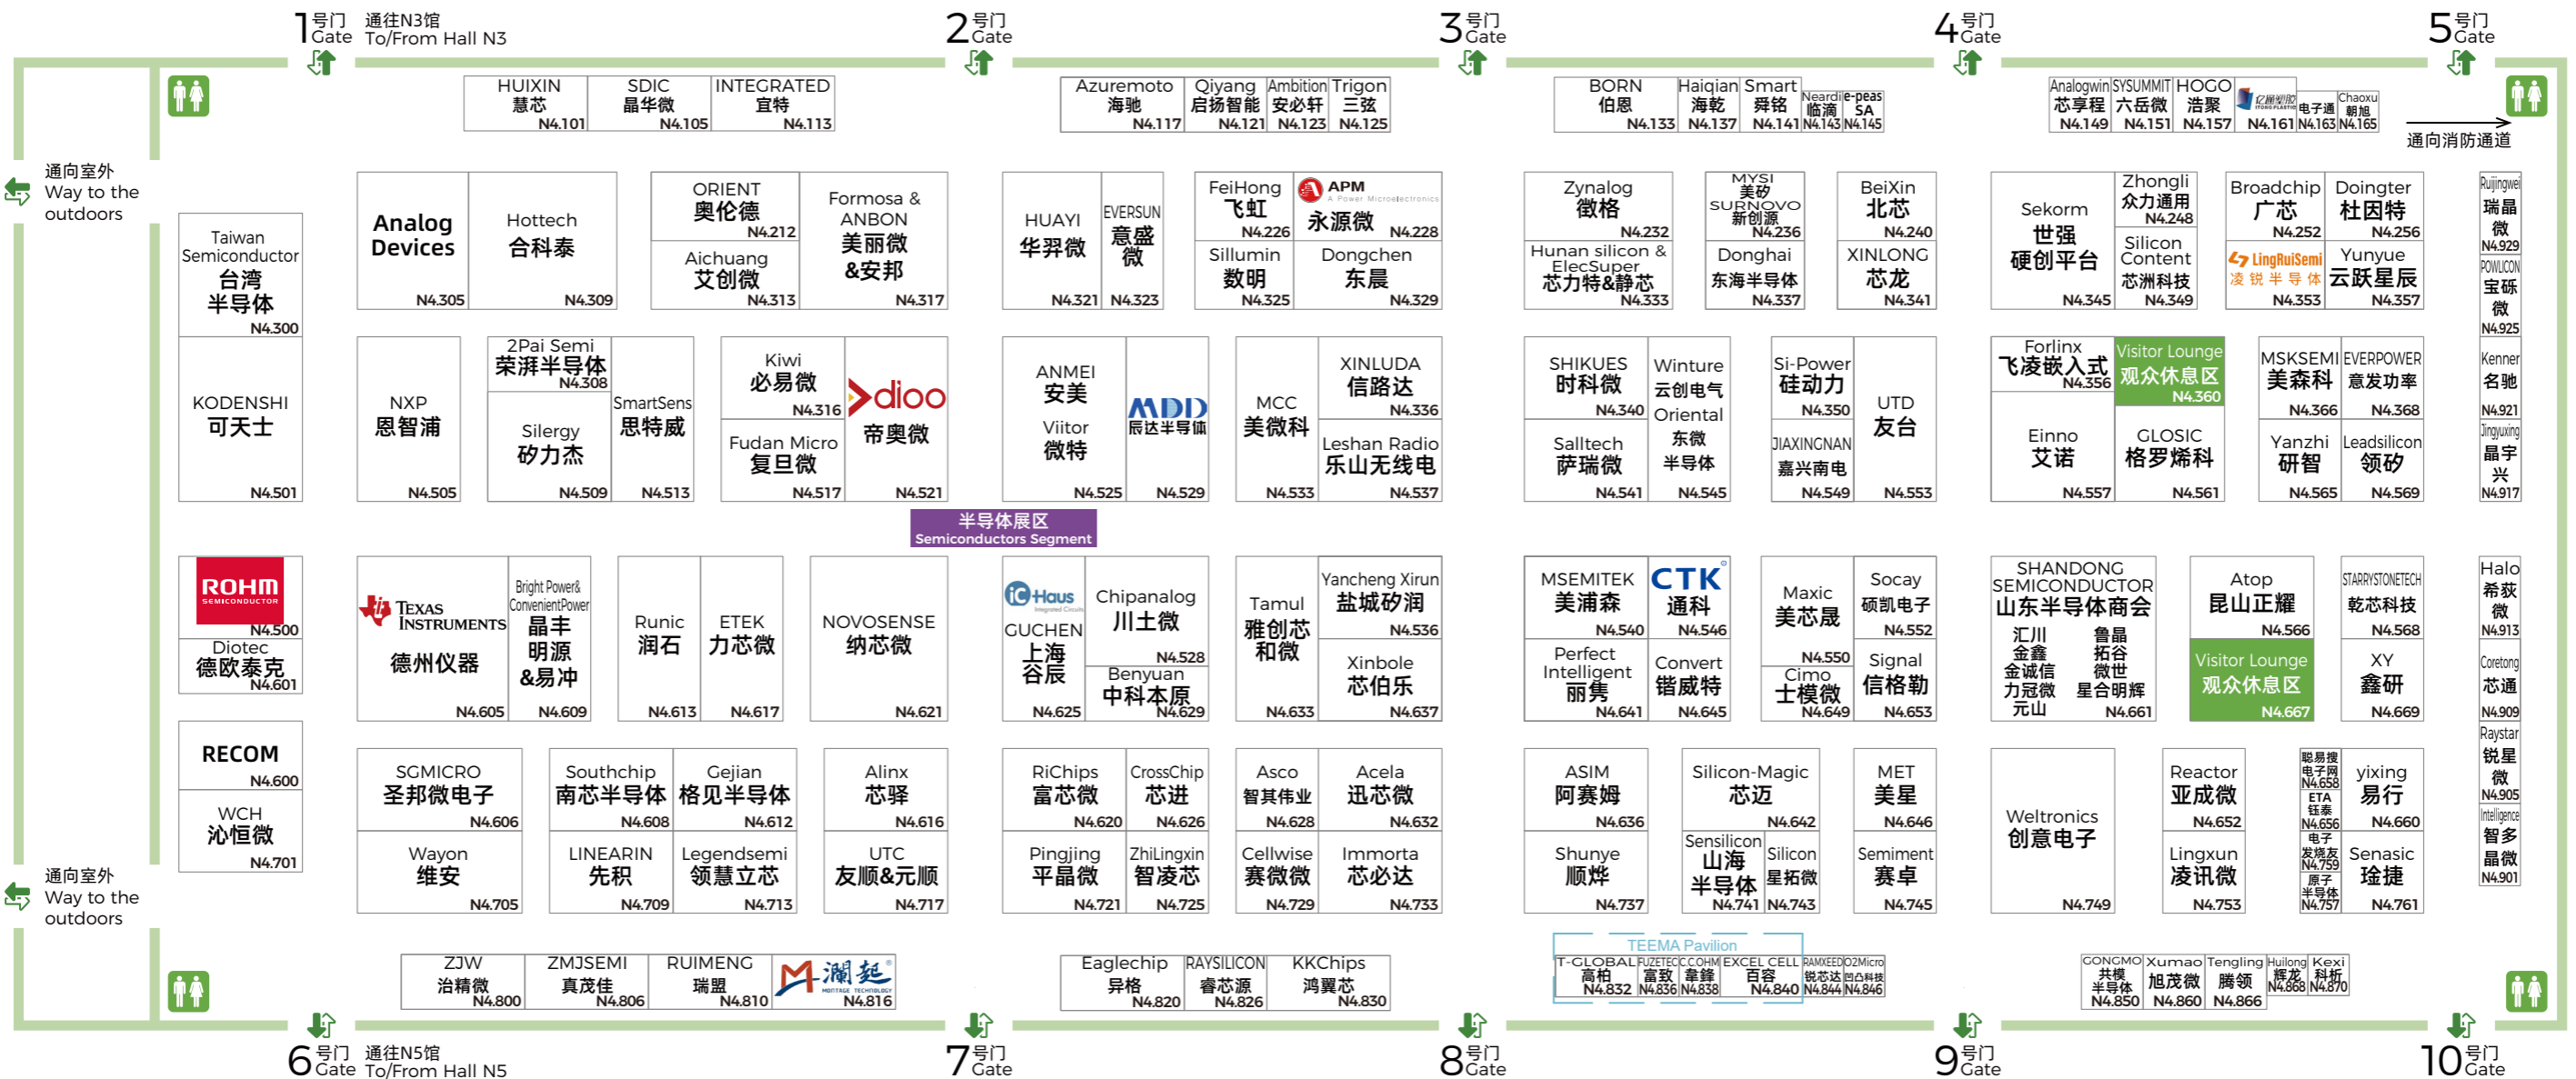 1 号门 Gate
通往N3馆
To/From Hall N3
2 号门 Gate
3 号门 Gate
4 号门 Gate
5 号门 Gate
HUIXIN
慧芯
N4.101
SDIC
晶华微
N4.105
INTEGRATED
宜特
N4.113
Azuremoto
海驰
N4.117
Qiyang
启扬智能
N4.121
Ambition
安必轩
N4.123
Trigon
三弦
N4.125
BORN
伯恩
N4.133
Haiqian
海乾
N4.137
Smart
舜铭
N4.141
Neardi
临滴
N4.143
e-peas
SA
N4.145
Analogwin
芯享程
N4.149
SYSUMMIT
六岳微
N4.151
HOGO
浩聚
N4.157
亿通塑胶
ITONG PLASTIC
N4.161
电子通
N4.163
Chaoxu
朝旭
N4.165
通向消防通道
通向室外
Way to the
outdoors
Taiwan
Semiconductor
台湾
半导体
N4.300
KODENSHI
可天士
N4.501
Analog
Devices
N4.305
Hottech
合科泰
N4.309
ORIENT
奥伦德
N4.212
Aichuang
艾创微
N4.313
Formosa &
ANBON
美丽微
&安邦
N4.317
HUAYI
华羿微
N4.321
EVERSUN
意盛
微
N4.323
FeiHong
飞虹
N4.226
APM
A Power Microelectronics
永源微
N4.228
Sillumin
数明
N4.325
Dongchen
东晨
N4.329
Zynalog
徵格
N4.232
Hunan silicon &
ElecSuper
芯力特&静芯
N4.333
MYSI
美矽
SURNOVO
新创源
N4.236
Donghai
东海半导体
N4.337
BeiXin
北芯
N4.240
XINLONG
芯龙
N4.341
Sekorm
世强
硬创平台
N4.345
Zhongli
众力通用
N4.248
Silicon
Content
芯洲科技
N4.349
Broadchip
广芯
N4.252
Doingter
杜因特
N4.256
LingRuiSemi
凌锐半导体
N4.353
Yunyue
云跃星辰
N4.357
Ruijingwei
瑞晶
微
N4.929
POWLICON
宝砾
微
N4.925
NXP
恩智浦
N4.505
2Pai Semi
荣湃半导体
N4.308
Silergy
矽力杰
N4.509
SmartSens
思特威
N4.513
Kiwi
必易微
N4.316
Fudan Micro
复旦微
N4.517
dioo
帝奥微
N4.521
ANMEI
安美
Viitor
微特
N4.525
MDD
辰达半导体
N4.529
MCC
美微科
N4.533
XINLUDA
信路达
N4.336
Leshan Radio
乐山无线电
N4.537
SHIKUES
时科微
N4.340
Salltech
萨瑞微
N4.541
Winture
云创电气
Oriental
东微
半导体
N4.545
Si-Power
硅动力
N4.350
JIAXINGNAN
嘉兴南电
N4.549
UTD
友台
N4.553
Forlinx
飞凌嵌入式
N4.356
Visitor Lounge
观众休息区
N4.360
Einno
艾诺
N4.557
GLOSIC
格罗烯科
N4.561
MSKSEMI
美森科
N4.366
EVERPOWER
意发功率
N4.368
Yanzhi
研智
N4.565
Leadsilicon
领矽
N4.569
Kenner
名驰
N4.921
Jingyuxing
晶宇
兴
N4.917
半导体展区
Semiconductors Segment
ROHM
SEMICONDUCTOR
N4.500
Diotec
德欧泰克
N4.601
TEXAS
INSTRUMENTS
德州仪器
N4.605
Bright Power&
ConvenientPower
晶丰
明源
&易冲
N4.609
Runic
润石
N4.613
ETEK
力芯微
N4.617
NOVOSENSE
纳芯微
N4.621
iC Haus
Integrated Circuits
GUCHEN
上海
谷辰
N4.625
Chipanalog
川土微
N4.528
Benyuan
中科本原
N4.629
Tamul
雅创芯
和微
N4.633
Yancheng Xirun
盐城矽润
N4.536
Xinbole
芯伯乐
N4.637
MSEMITEK
美浦森
N4.540
CTK
通科
N4.546
Perfect
Intelligent
丽隽
N4.641
Convert
锴威特
N4.645
Maxic
美芯晟
N4.550
Cimo
士模微
N4.649
Socay
硕凯电子
N4.552
Signal
信格勒
N4.653
SHANDONG
SEMICONDUCTOR
山东半导体商会
汇川 鲁晶
金鑫 拓谷
金诚信 微世
力冠微 星合明辉
元山
N4.661
Atop
昆山正耀
N4.566
Visitor Lounge
观众休息区
N4.667
STARRYSTONETECH
乾芯科技
N4.568
XY
鑫研
N4.669
Halo
希荻
微
N4.913
Coretong
芯通
N4.909
RECOM
N4.600
WCH
沁恒微
N4.701
SGMICRO
圣邦微电子
N4.606
Wayon
维安
N4.705
Southchip
南芯半导体
N4.608
Gejian
格见半导体
N4.612
LINEARIN
先积
N4.709
Legendsemi
领慧立芯
N4.713
Alinx
芯驿
N4.616
UTC
友顺&元顺
N4.717
RiChips
富芯微
N4.620
CrossChip
芯进
N4.626
Pingjing
平晶微
N4.721
ZhiLingxin
智凌芯
N4.725
Asco
智其伟业
N4.628
Acela
迅芯微
N4.632
Cellwise
赛微微
N4.729
Immorta
芯必达
N4.733
ASIM
阿赛姆
N4.636
Shunye
顺烨
N4.737
Silicon-Magic
芯迈
N4.642
Sensilicon
山海
半导体
N4.741
Silicon
星拓微
N4.743
MET
美星
N4.646
Semiment
赛卓
N4.745
Weltronics
创意电子
N4.749
Reactor
亚成微
N4.652
Lingxun
凌讯微
N4.753
聪易搜
电子网
N4.658
ETA
钰泰
N4.656
电子
发烧友
N4.759
原子
半导体
N4.757
yixing
易行
N4.660
Senasic
琻捷
N4.761
Raystar
锐星
微
N4.905
Intelligence
智多
晶微
N4.901
通向室外
Way to the
outdoors
ZJW
治精微
N4.800
ZMJSEMI
真茂佳
N4.806
RUIMENG
瑞盟
N4.810
澜起
MONTAGE TECHNOLOGY
N4.816
Eaglechip
异格
N4.820
RAYSILICON
睿芯源
N4.826
KKChips
鸿翼芯
N4.830
TEEMA Pavilion
T-GLOBAL
高柏
N4.832
FUZETEC
富致
N4.836
C.C.OHM
韋鋒
N4.838
EXCEL CELL
百容
N4.840
RAMXEED
锐芯达
N4.844
O2Micro
凹凸科技
N4.846
GONGMO
共模
半导体
N4.850
Xumao
旭茂微
N4.860
Tengling
腾领
N4.866
Huilong
辉龙
N4.868
Kexi
科析
N4.870
6 号门 Gate
通往N5馆
To/From Hall N5
7 号门 Gate
8 号门 Gate
9 号门 Gate
10 号门 Gate